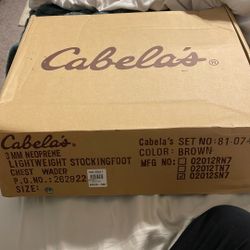 Cabela's®
Cabela's
3 MM NEOPRENE
LIGHTWEIGHT STOCKINGFOOT
CHEST WADER
P.O.NO.: 262922
SIZE:
Cabela's SET NO: 81-074
COLOR: BROWN
MFG NO: 02012RN7
02012TN7
02012SN7